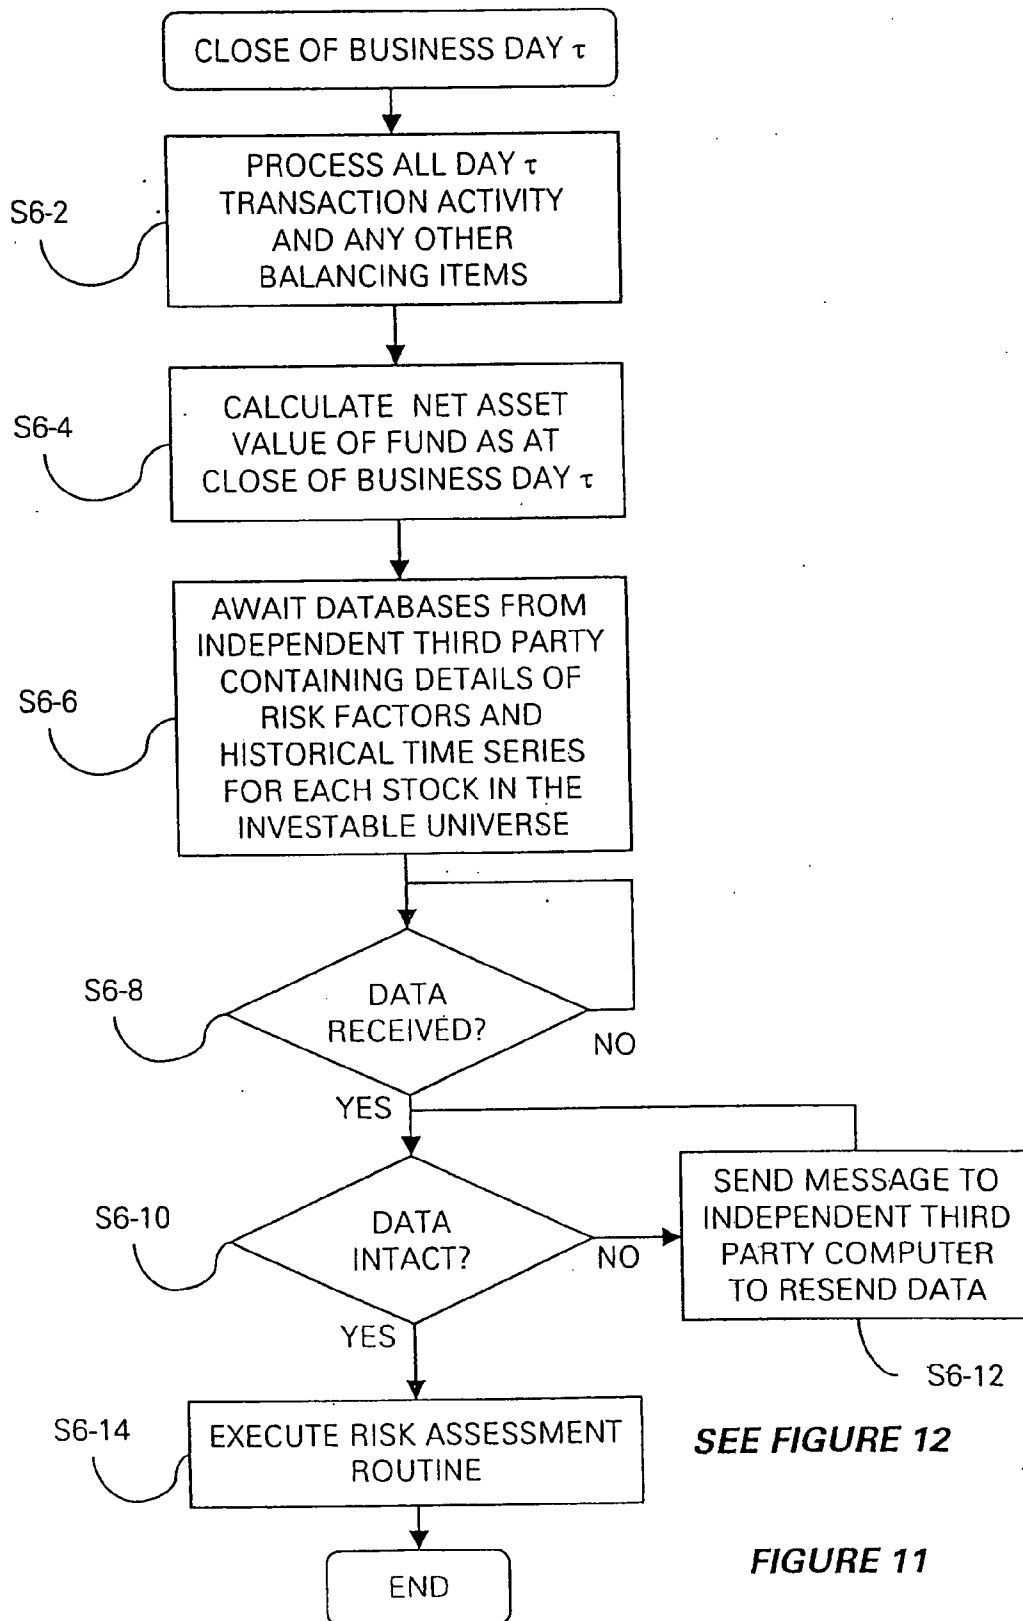 CLOSE OF BUSINESS DAY τ
PROCESS ALL DAY τ
TRANSACTION ACTIVITY
AND ANY OTHER
BALANCING ITEMS
S6-2
CALCULATE NET ASSET
VALUE OF FUND AS AT
CLOSE OF BUSINESS DAY τ
S6-4
AWAIT DATABASES FROM
INDEPENDENT THIRD PARTY
CONTAINING DETAILS OF
RISK FACTORS AND
HISTORICAL TIME SERIES
FOR EACH STOCK IN THE
INVESTABLE UNIVERSE
S6-6
S6-8
DATA
RECEIVED?
NO
YES
S6-10
DATA
INTACT?
NO
SEND MESSAGE TO
INDEPENDENT THIRD
PARTY COMPUTER
TO RESEND DATA
S6-12
YES
S6-14
EXECUTE RISK ASSESSMENT
ROUTINE
SEE FIGURE 12
END
FIGURE 11